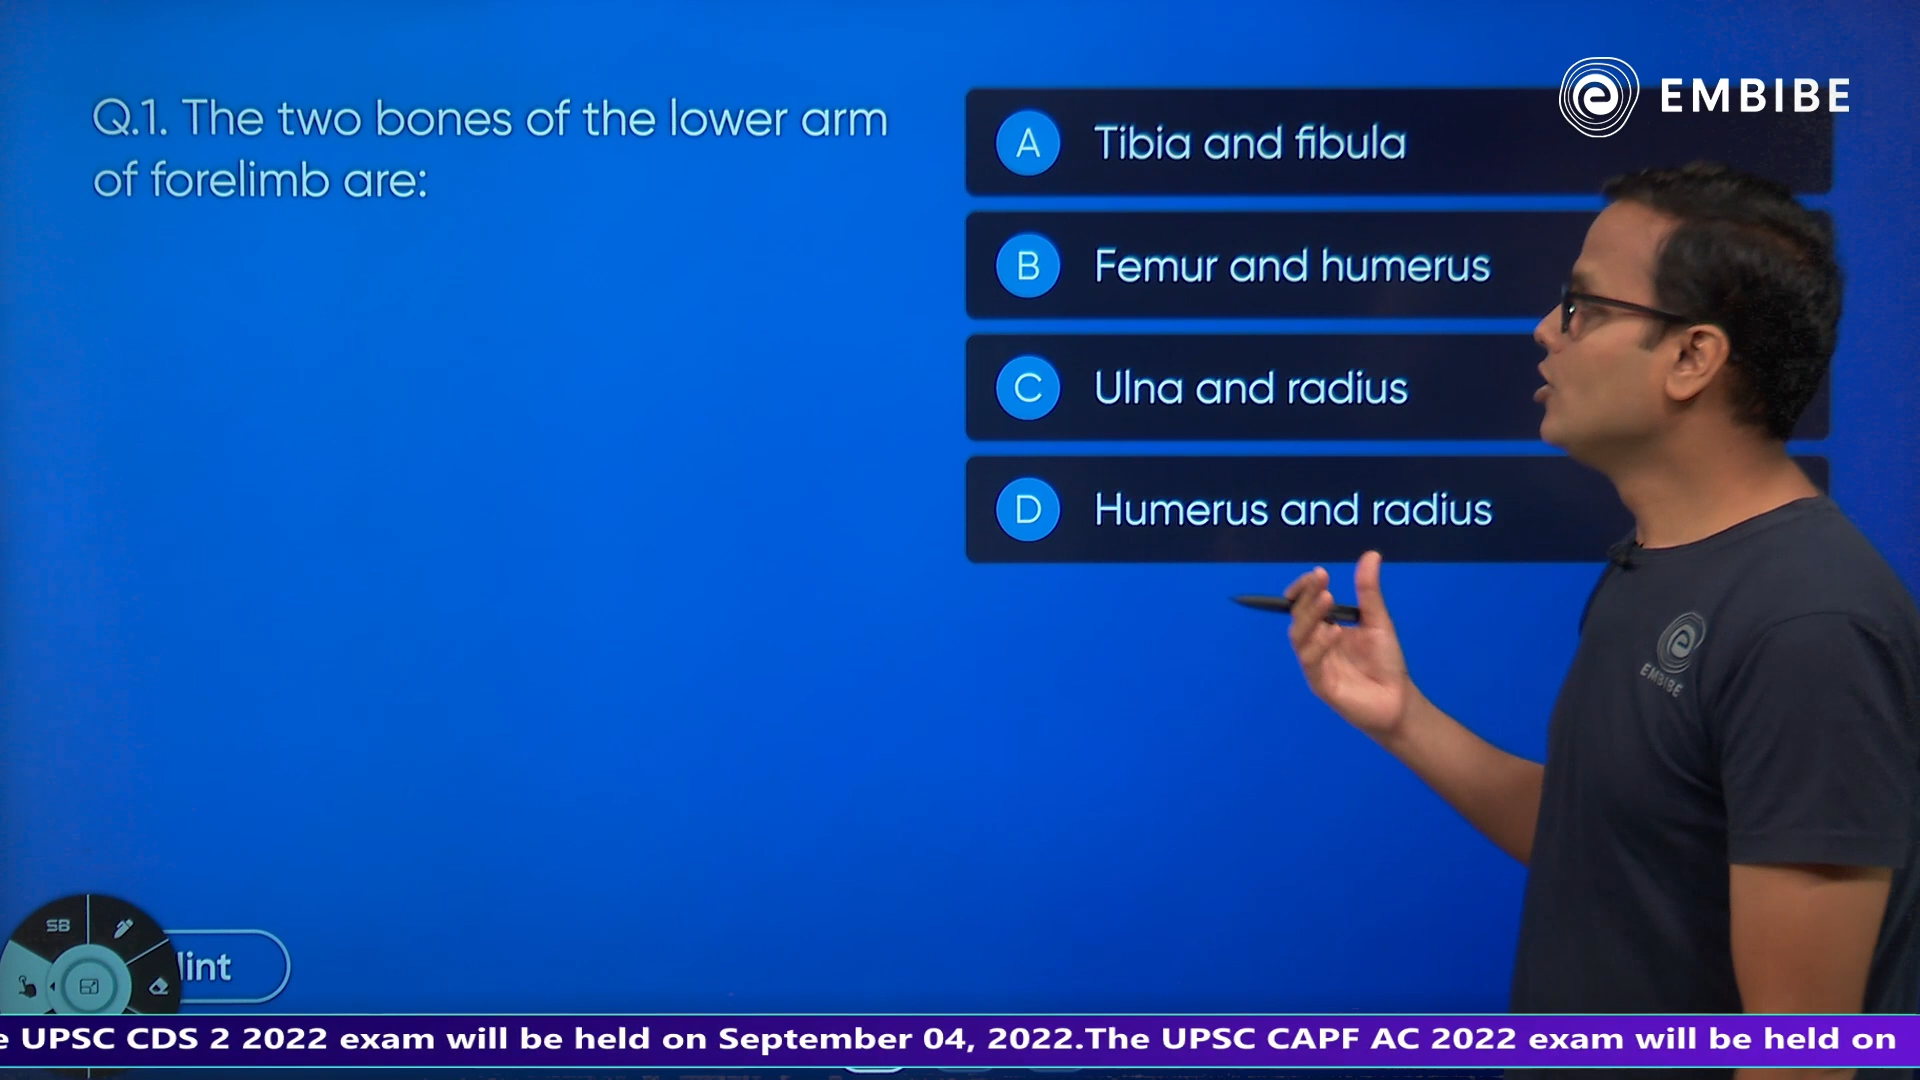 Q.1. The two bones of the lower arm
of forelimb are:
A Tibia and fibula
B Femur and humerus
C Ulna and radius
D Humerus and radius
EMBIBE
EMBIBE
SB
UPSC CDS 2 2022 exam will be held on September 04, 2022.The UPSC CAPF AC 2022 exam will be held on